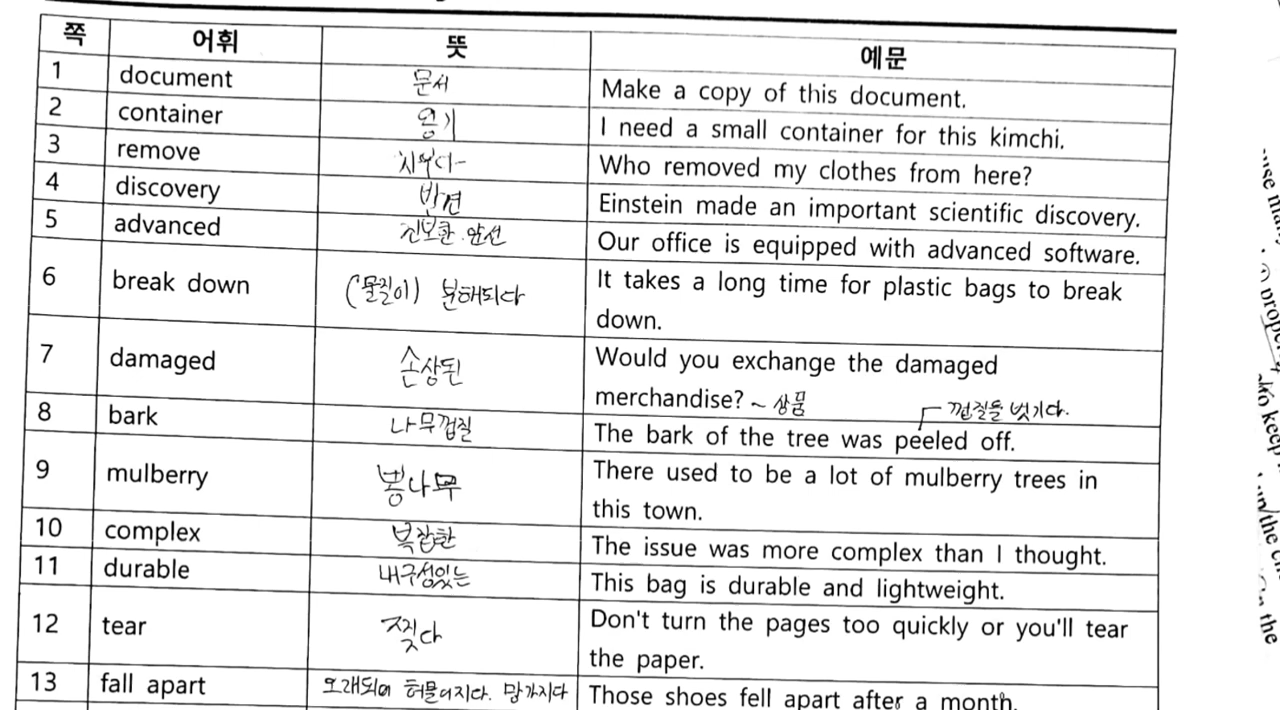 쪽 어휘 뜻 예문
1 document 문서 Make a copy of this document.
2 container 용기 I need a small container for this kimchi.
3 remove 치우다 Who removed my clothes from here?
4 discovery 발견 Einstein made an important scientific discovery.
5 advanced 진보한 앞선 Our office is equipped with advanced software.
6 break down (물질이) 분해되다 It takes a long time for plastic bags to break
down.
7 damaged 손상된 Would you exchange the damaged
merchandise? ~ 상품 껍질을 벗기다.
8 bark 나무껍질 The bark of the tree was peeled off.
9 mulberry 뽕나무 There used to be a lot of mulberry trees in
this town.
10 complex 복잡한 The issue was more complex than I thought.
11 durable 내구성있는 This bag is durable and lightweight.
12 tear 찢다 Don't turn the pages too quickly or you'll tear
the paper.
13 fall apart 오래되어 허물어지다. 망가지다 Those shoes fell apart after a month.
keep
the